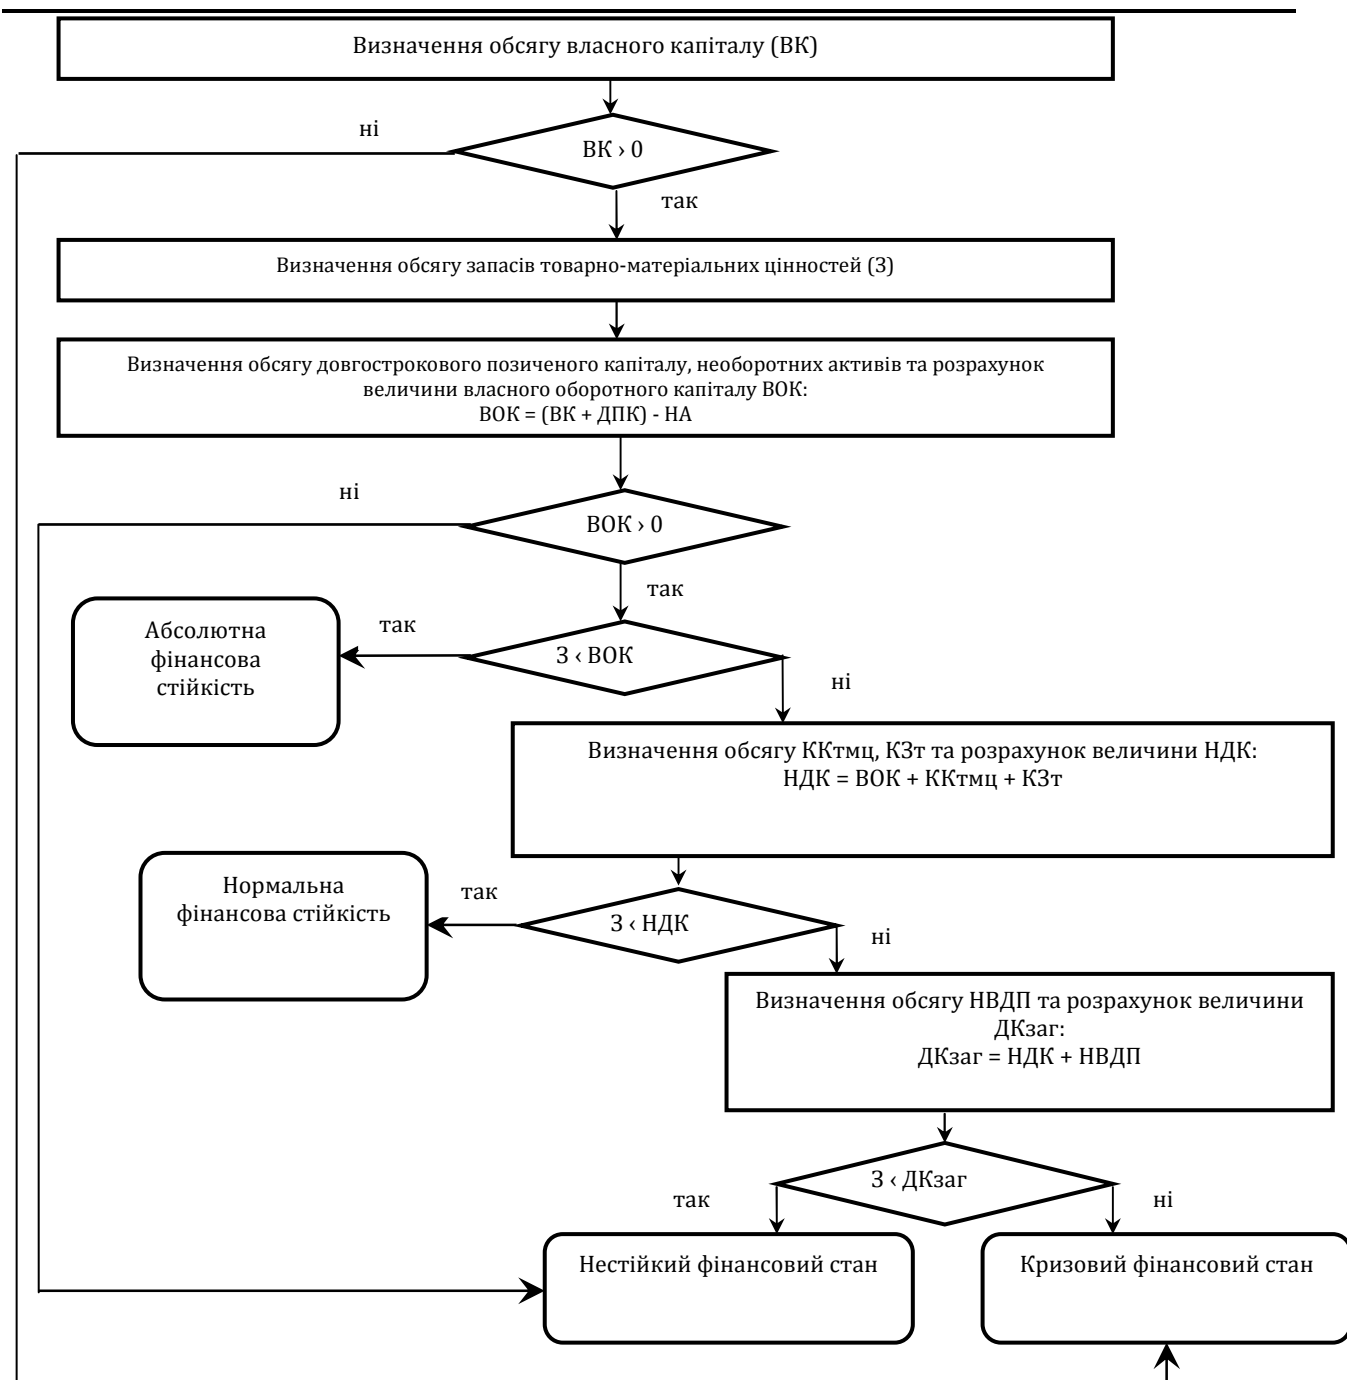 Визначення обсягу власного капіталу (ВК)
ні
ВК › 0
так
Визначення обсягу запасів товарно-матеріальних цінностей (З)
Визначення обсягу довгострокового позиченого капіталу, необоротних активів та розрахунок
величини власного оборотного капіталу ВОК:
ВОК = (ВК + ДПК) - НА
ні
ВОК › 0
так
Абсолютна
фінансова
стійкість
так
З ‹ ВОК
ні
Визначення обсягу ККтмц, КЗт та розрахунок величини НДК:
НДК = ВОК + ККтмц + КЗт
Нормальна
фінансова стійкість
так
З ‹ НДК
ні
Визначення обсягу НВДП та розрахунок величини
ДКзаг:
ДКзаг = НДК + НВДП
З ‹ ДКзаг
так
ні
Нестійкий фінансовий стан
Кризовий фінансовий стан